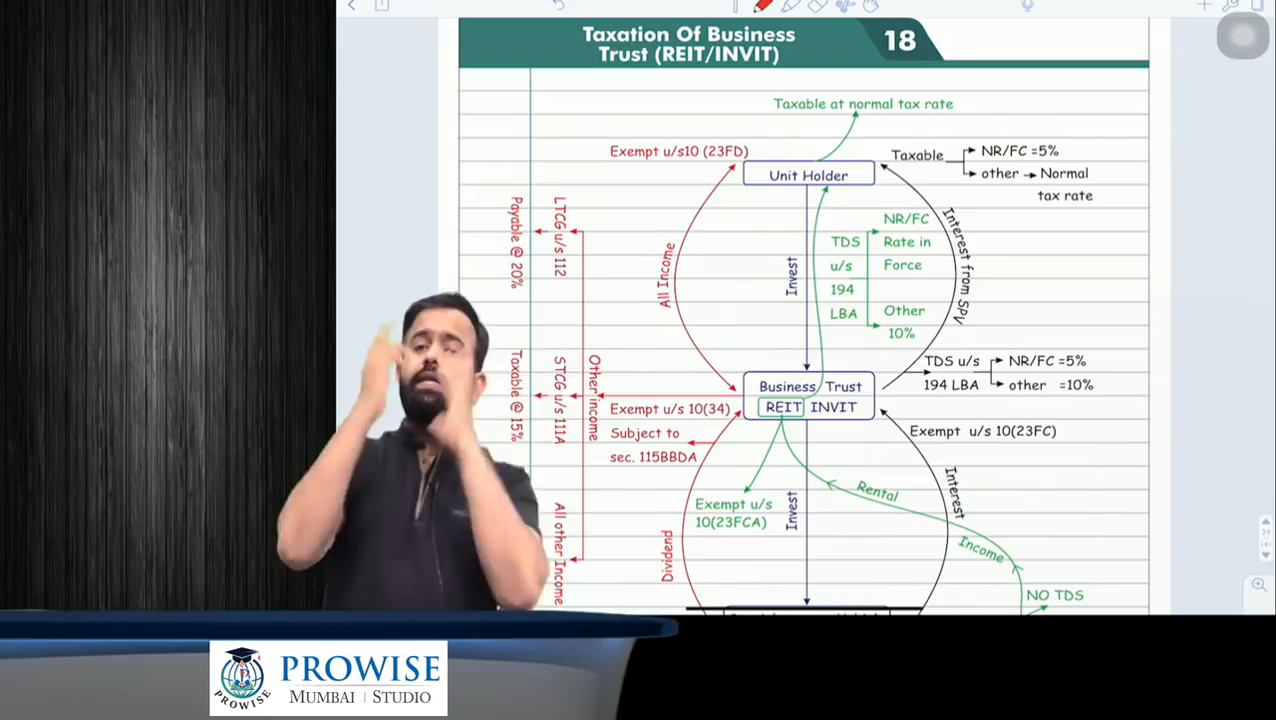 Taxation Of Business
Trust (REIT/INVIT)
18
Taxable at normal tax rate
Exempt u/s10 (23FD)
Unit Holder
Taxable
NR/FC =5%
other → Normal
tax rate
LTCG u/s 112
Payable @ 20%
All Income
Invest
TDS
u/s
194
LBA
NR/FC
Rate in
Force
Other
10%
Interest from SPV
TDS u/s
194 LBA
NR/FC =5%
other =10%
Business Trust
REIT INVIT
STCG u/s 111A
Taxable @ 15%
Other income
Exempt u/s 10(34)
Subject to
sec. 115BBDA
Exempt u/s 10(23FC)
Exempt u/s
10(23FCA)
Invest
Rental
Income
Interest
Dividend
All other Income
NO TDS
PROWISE
PROWISE
MUMBAI | STUDIO